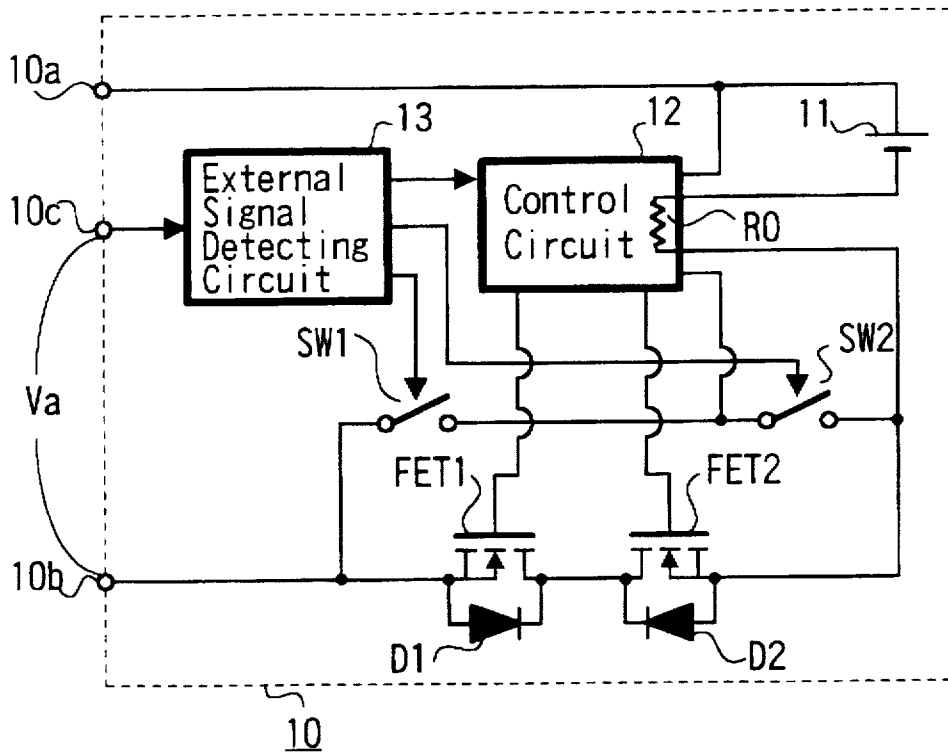 10a
13
12
11
External
Signal
Detecting
Circuit
Control
Circuit
R0
10c
SW1
SW2
Va
FET1
FET2
10b
D1
D2
10